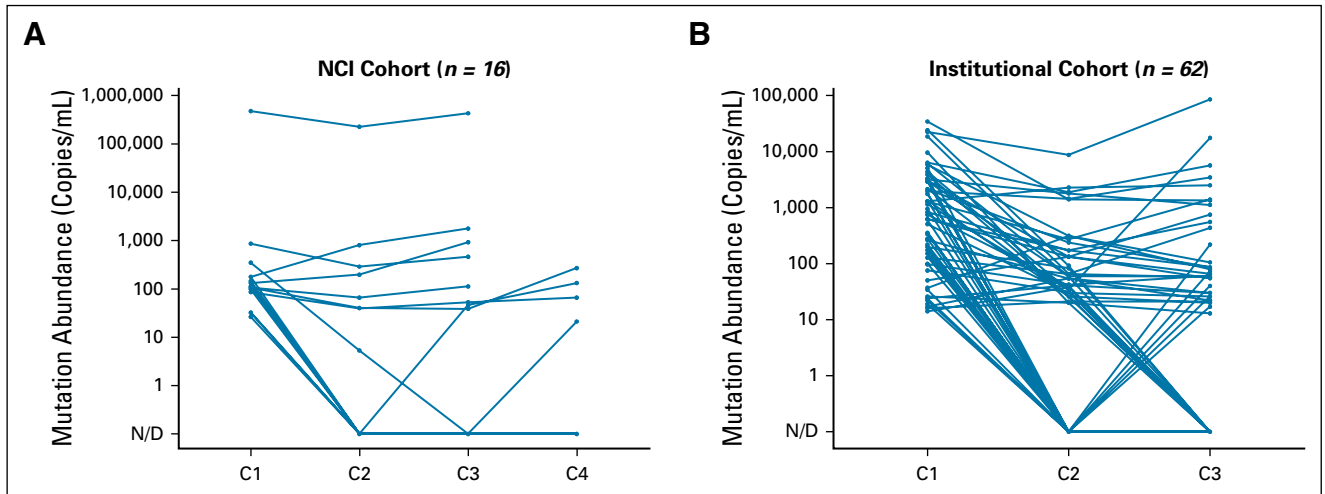 A
NCI Cohort (n = 16)
Mutation Abundance (Copies/mL)
1,000,000
100,000
10,000
1,000
100
10
1
N/D
C1 C2 C3 C4
B
Institutional Cohort (n = 62)
Mutation Abundance (Copies/mL)
100,000
10,000
1,000
100
10
1
N/D
C1 C2 C3